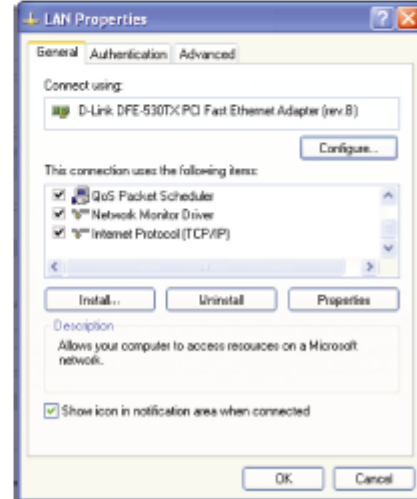 LAN Properties
General Authentication Advanced
Connect using:
D-Link DFE-530TX PCI Fast Ethernet Adapter (rev.B)
Configure...
This connection uses the following items:
QoS Packet Scheduler
Network Monitor Driver
Internet Protocol (TCP/IP)
Install... Uninstall Properties
Description
Allows your computer to access resources on a Microsoft
network.
Show icon in notification area when connected
OK Cancel